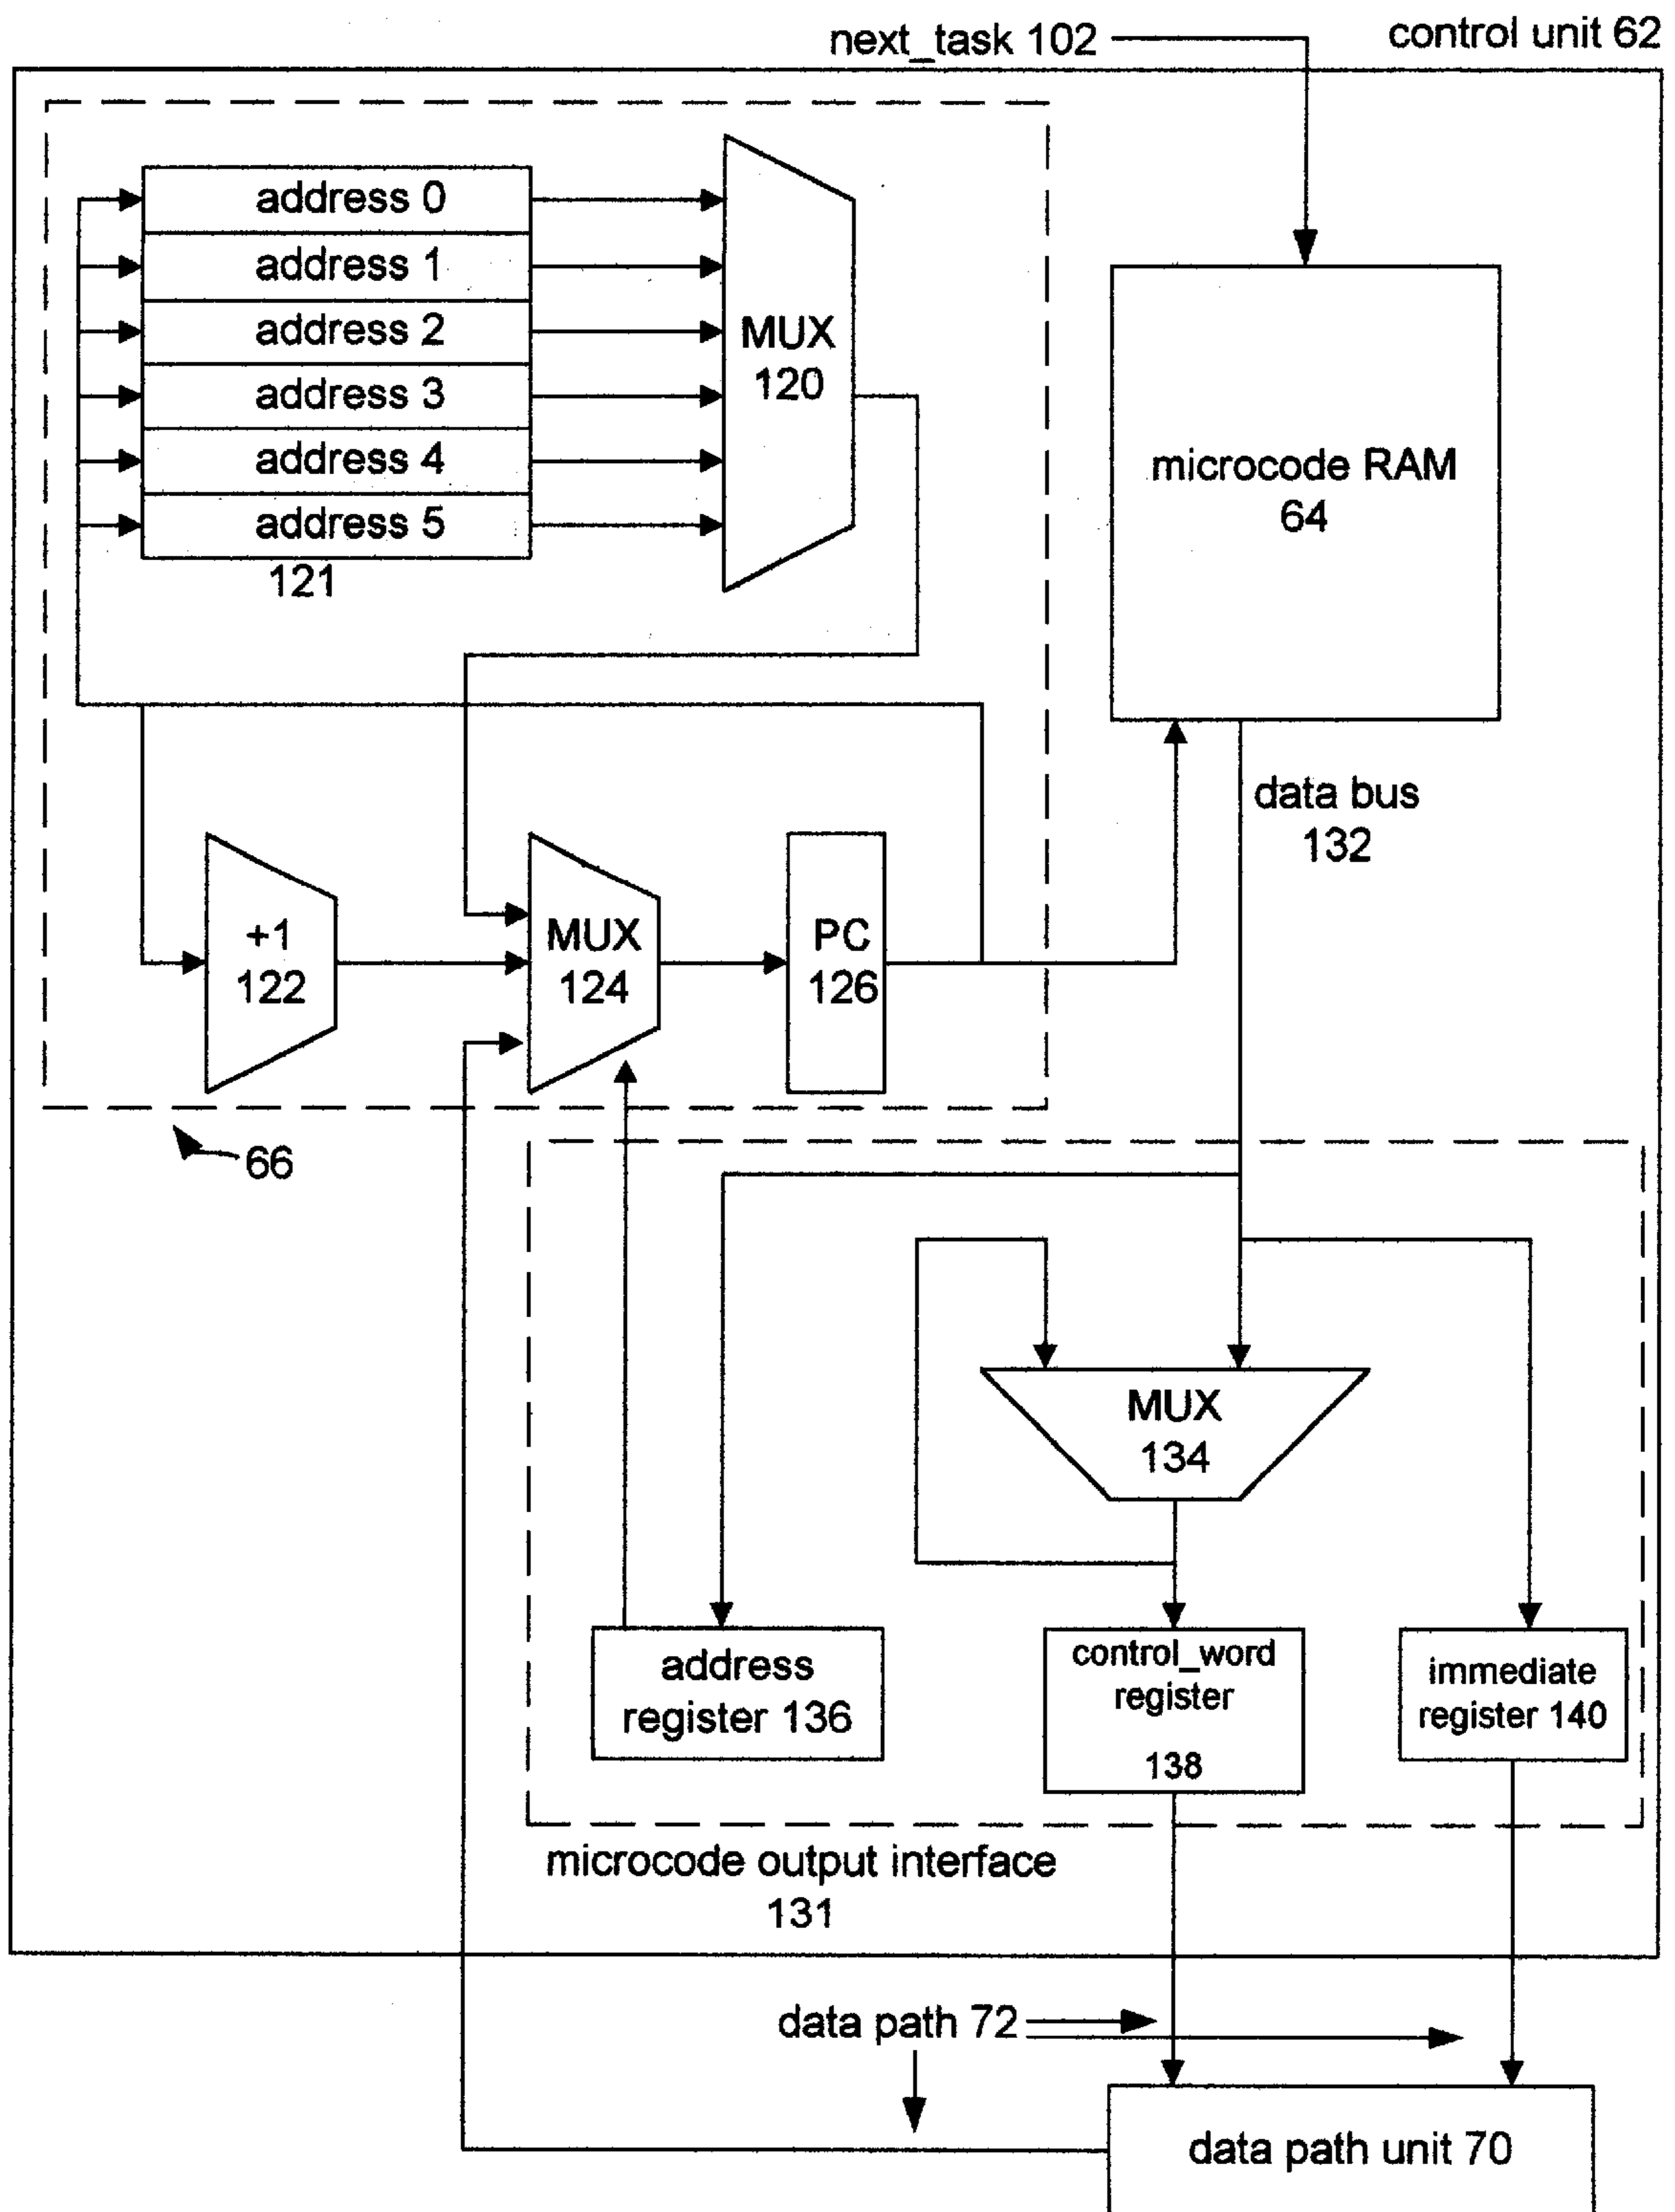 next_task 102
control unit 62
address 0
address 1
address 2
address 3
address 4
address 5
121
MUX
120
microcode RAM
64
data bus
132
+1
122
MUX
124
PC
126
66
MUX
134
address
register 136
control_word
register
138
immediate
register 140
microcode output interface
131
data path 72
data path unit 70